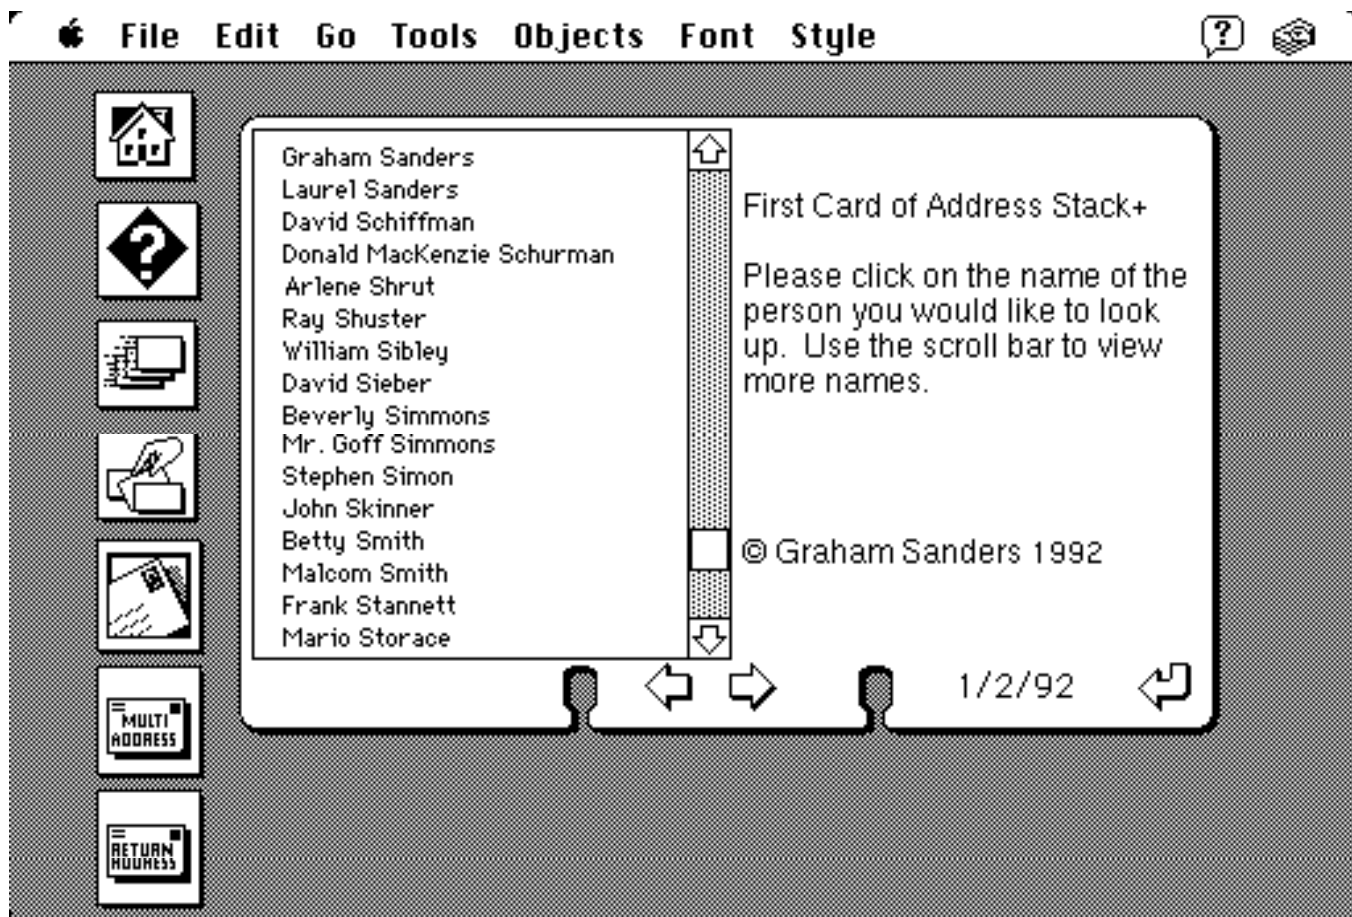 File Edit Go Tools Objects Font Style
Graham Sanders
Laurel Sanders
David Schiffman
Donald MacKenzie Schurman
Arlene Shrut
Ray Shuster
William Sibley
David Sieber
Beverly Simmons
Mr. Goff Simmons
Stephen Simon
John Skinner
Betty Smith
Malcom Smith
Frank Stannett
Mario Storace
First Card of Address Stack+
Please click on the name of the
person you would like to look
up. Use the scroll bar to view
more names.
© Graham Sanders 1992
1/2/92
MULTI
ADDRESS
RETURN
ADDRESS